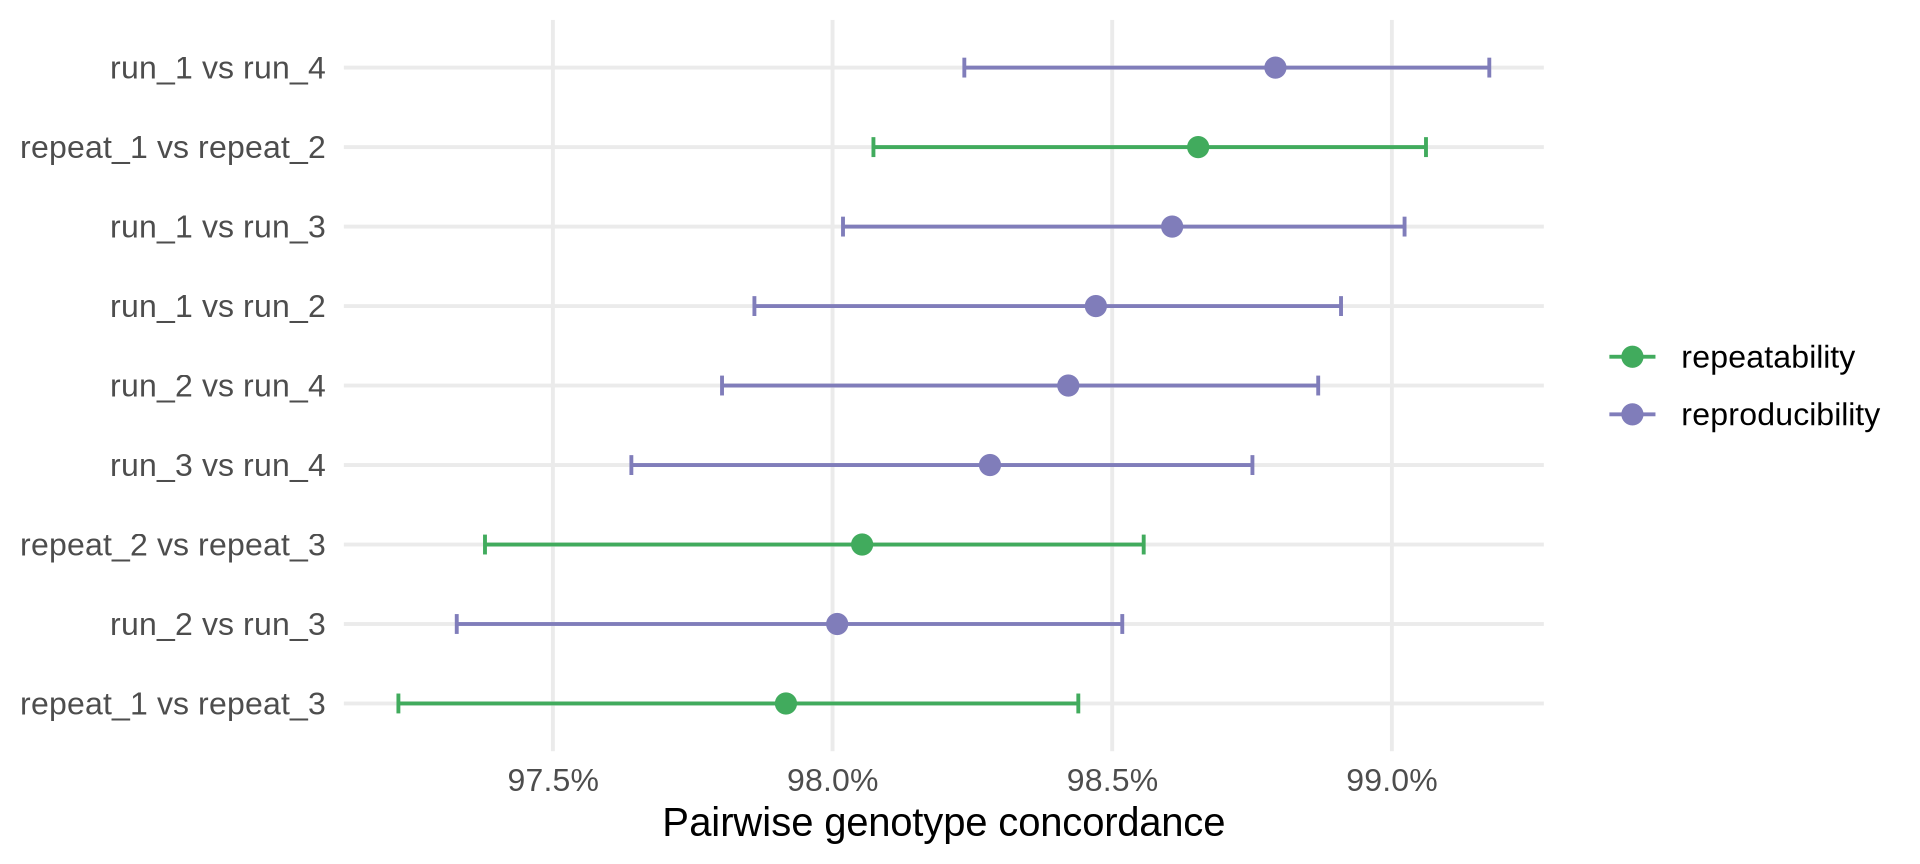 run_1 vs run_4
repeat_1 vs repeat_2
run_1 vs run_3
run_1 vs run_2
run_2 vs run_4
run_3 vs run_4
repeat_2 vs repeat_3
run_2 vs run_3
repeat_1 vs repeat_3
97.5% 98.0% 98.5% 99.0%
Pairwise genotype concordance
repeatability
reproducibility